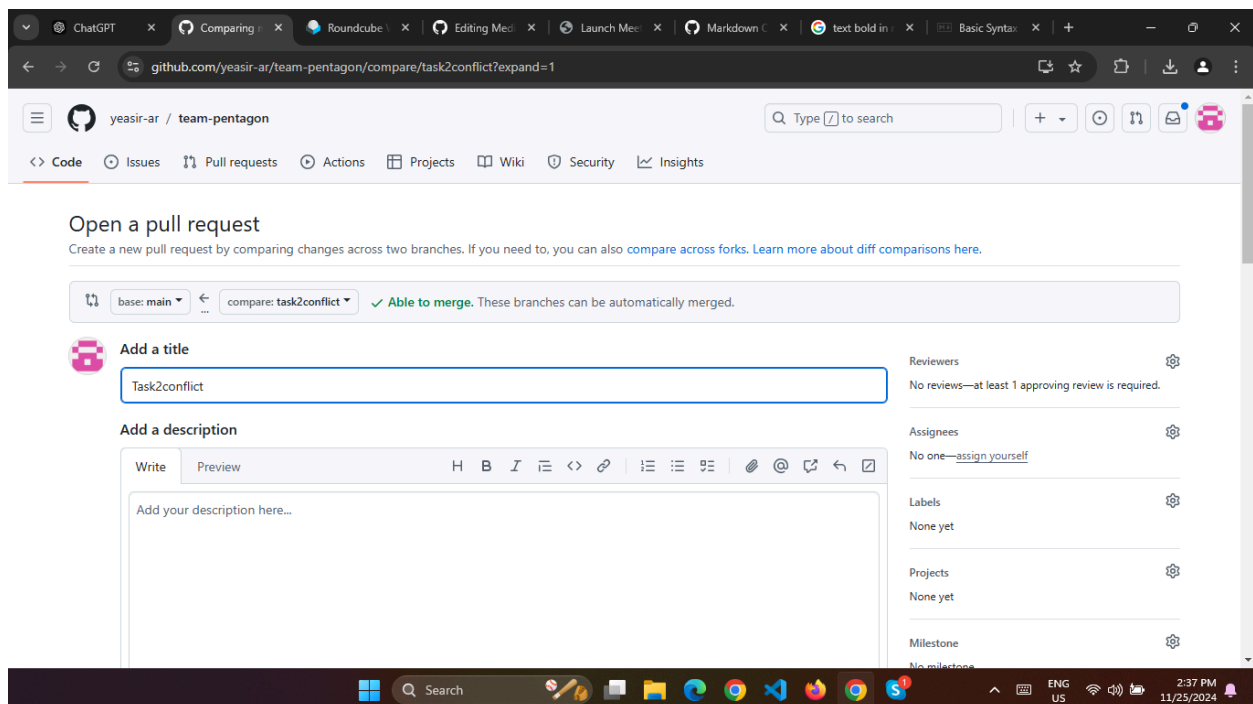 ChatGPT Comparing Roundcube Editing Medi Launch Meet Markdown C text bold in Basic Syntax
github.com/yeasir-ar/team-pentagon/compare/task2conflict?expand=1
yeasir-ar / team-pentagon Type / to search
<> Code Issues Pull requests Actions Projects Wiki Security Insights
Open a pull request
Create a new pull request by comparing changes across two branches. If you need to, you can also compare across forks. Learn more about diff comparisons here.
base: main ... compare: task2conflict Able to merge. These branches can be automatically merged.
Add a title
Task2conflict
Reviewers
No reviews—at least 1 approving review is required.
Add a description
Assignees
No one—assign yourself
Write Preview H B I
Add your description here...
Labels
None yet
Projects
None yet
Milestone
No milestone
Search S 1 ENG US 2:37 PM
11/25/2024